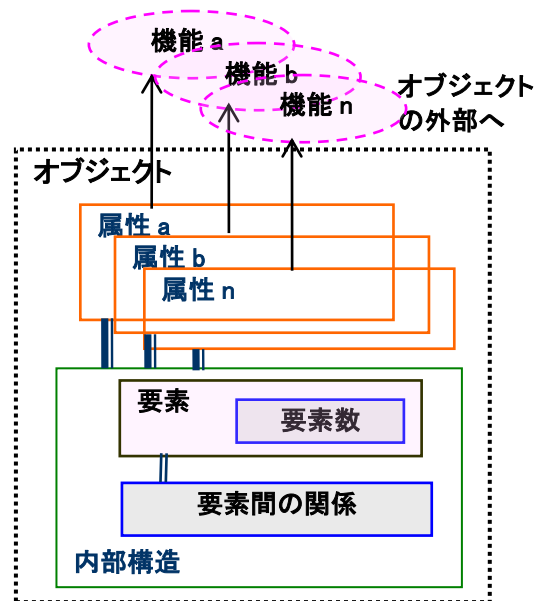 機能 a
機能 b
機能 n
オブジェクト
の外部へ
オブジェクト
属性 a
属性 b
属性 n
要素
要素数
要素間の関係
内部構造